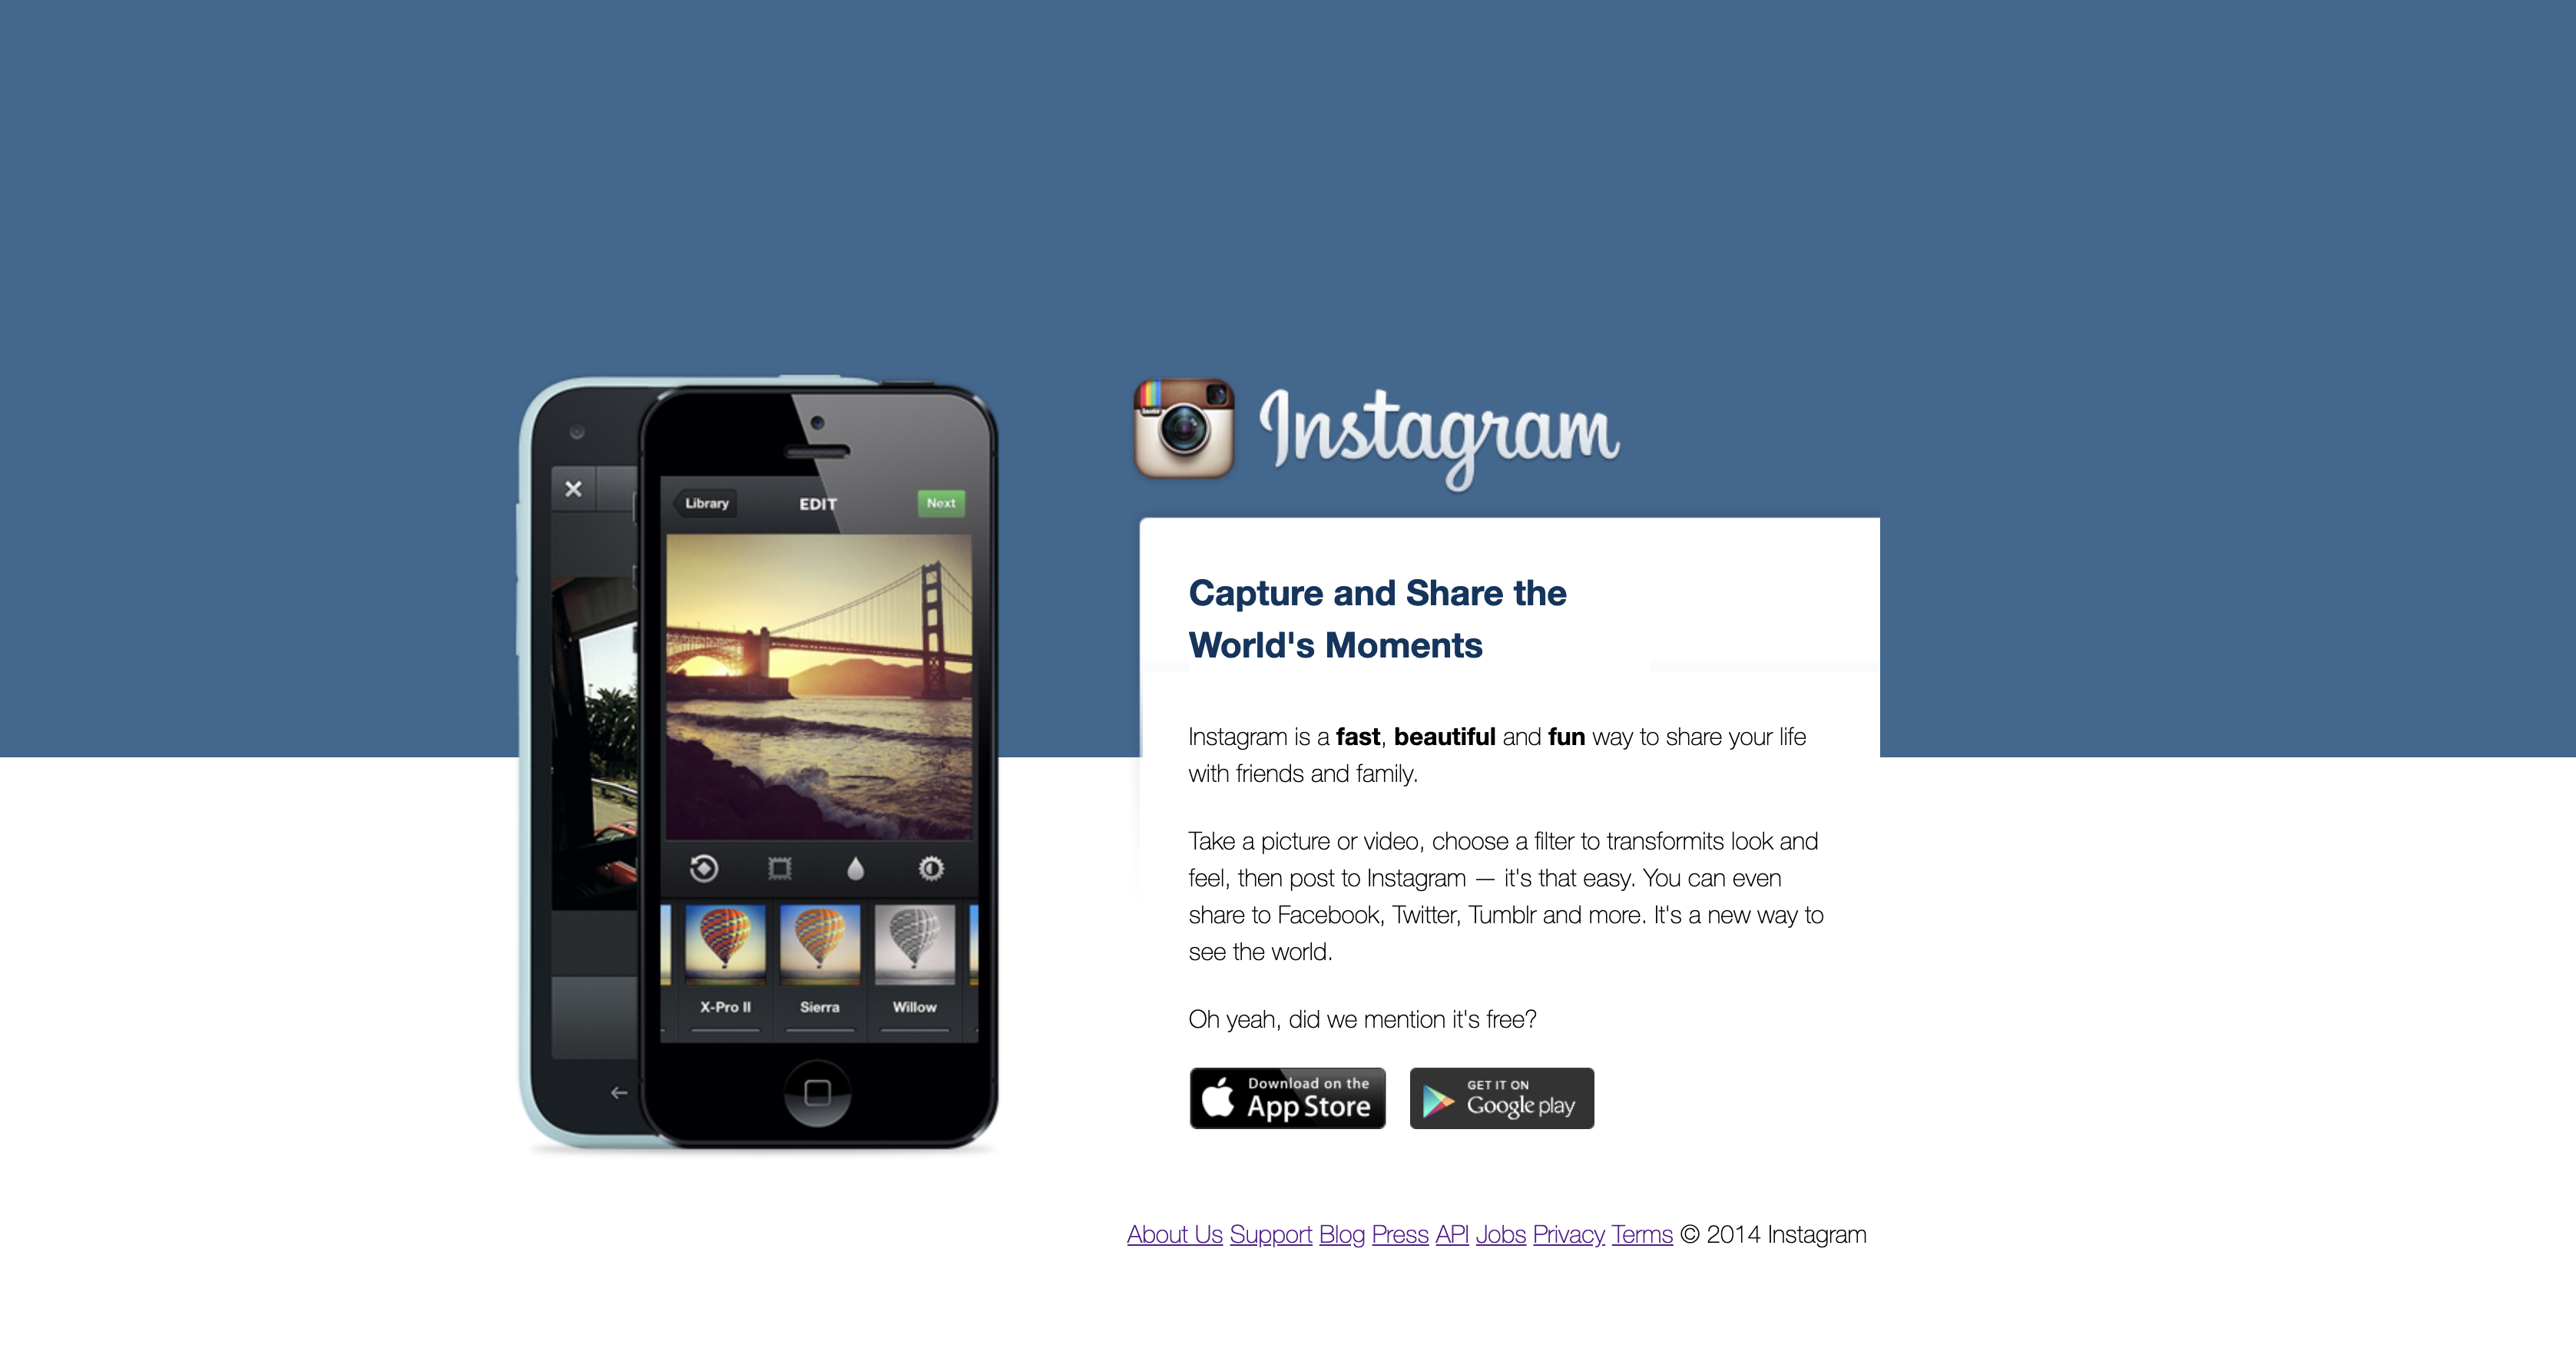 Library
EDIT
Next
X-Pro II
Sierra
Willow
Instagram
Capture and Share the
World's Moments
Instagram is a fast, beautiful and fun way to share your life
with friends and family.
Take a picture or video, choose a filter to transformits look and
feel, then post to Instagram — it's that easy. You can even
share to Facebook, Twitter, Tumblr and more. It's a new way to
see the world.
Oh yeah, did we mention it's free?
Download on the
App Store
GET IT ON
Google play
About Us Support Blog Press API Jobs Privacy Terms © 2014 Instagram